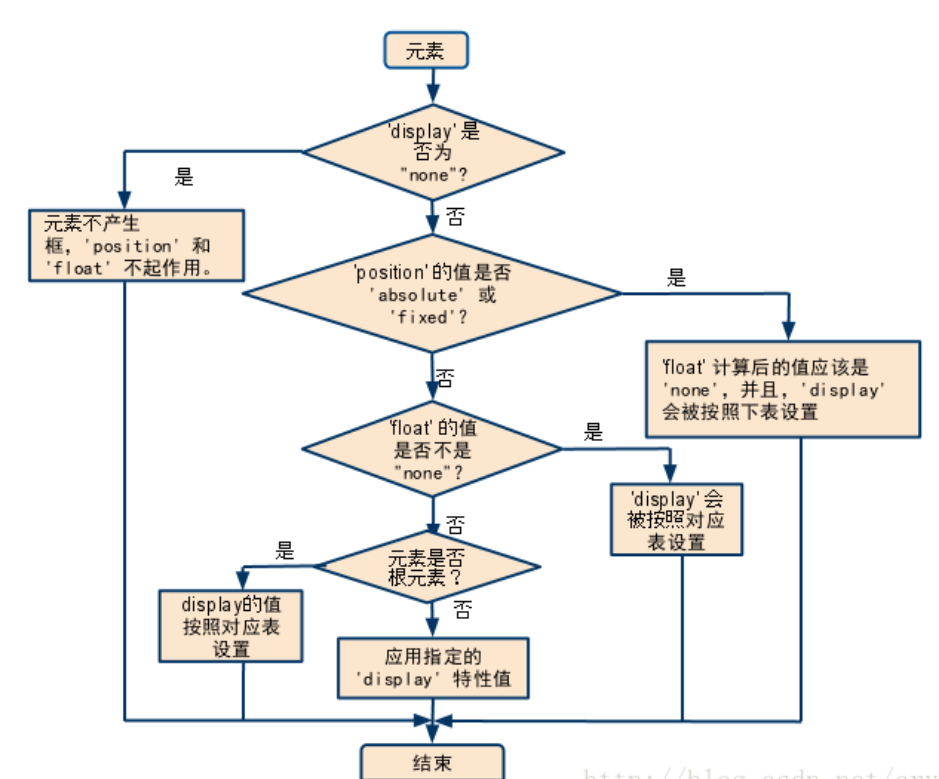 元素
'display'是
否为
"none"?
是
否
元素不产生
框，'position' 和
'float' 不起作用。
'position'的值是否
'absolute' 或
'fixed'?
是
否
'float' 计算后的值应该是
'none'，并且，'display'
会被按照下表设置
'float' 的值
是否不是
"none"?
是
否
'display'会
被按照对应
表设置
元素是否
根元素？
是
否
display的值
按照对应表
设置
应用指定的
'display' 特性值
结束